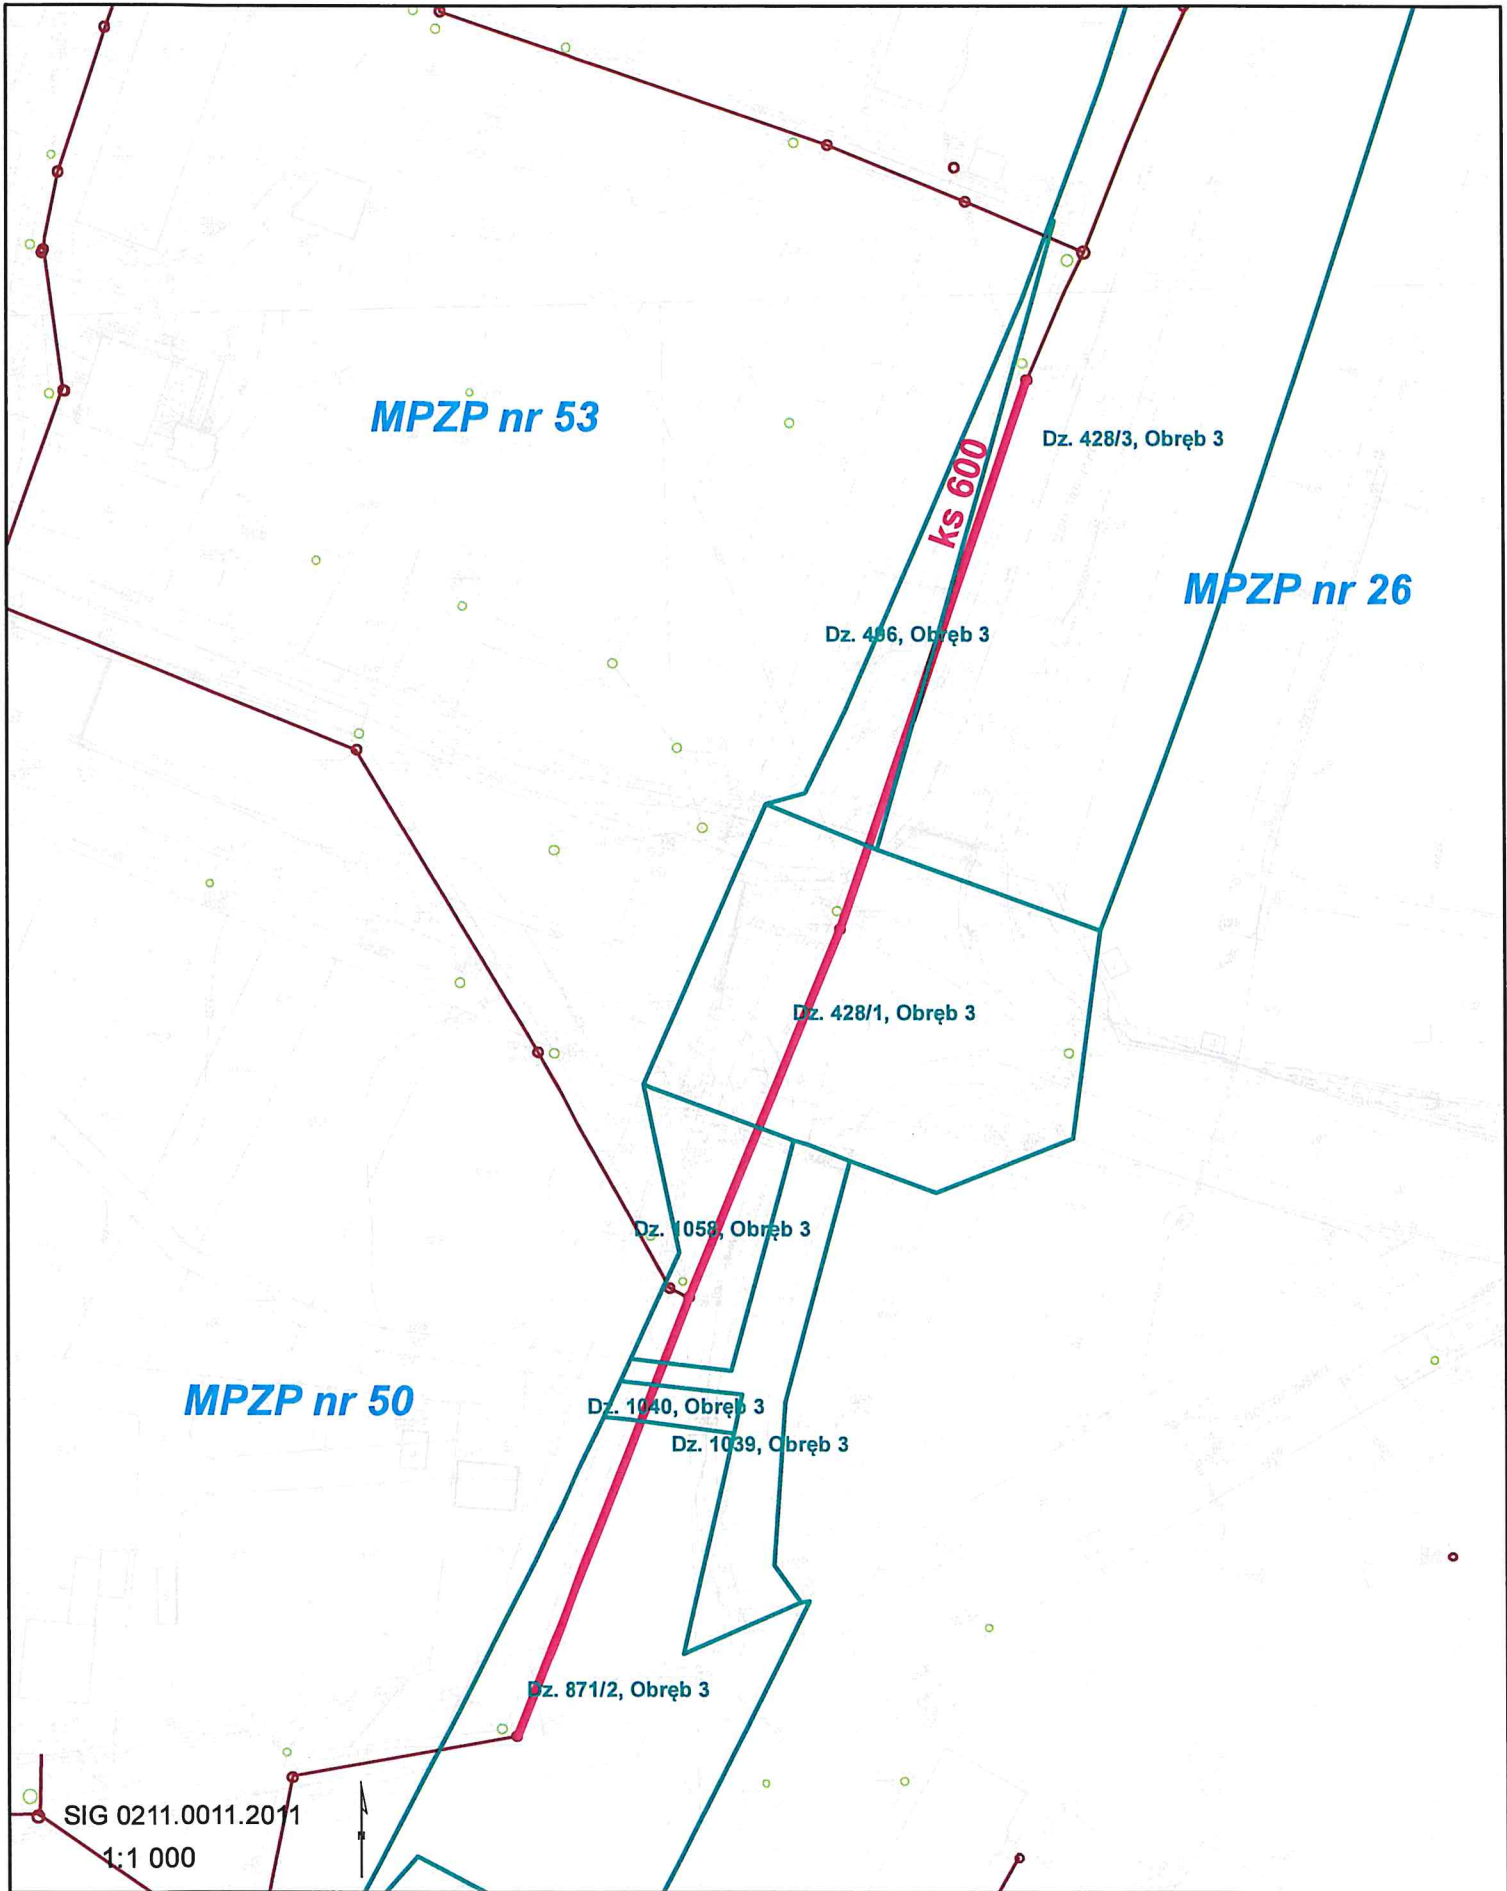 MPZP nr 53
Dz. 428/3, Obręb 3
ks 600
MPZP nr 26
Dz. 496, Obręb 3
Dz. 428/1, Obręb 3
Dz. 1058, Obręb 3
MPZP nr 50
Dz. 1040, Obręb 3
Dz. 1039, Obręb 3
Dz. 871/2, Obręb 3
SIG 0211.0011.2011
N
1:1 000